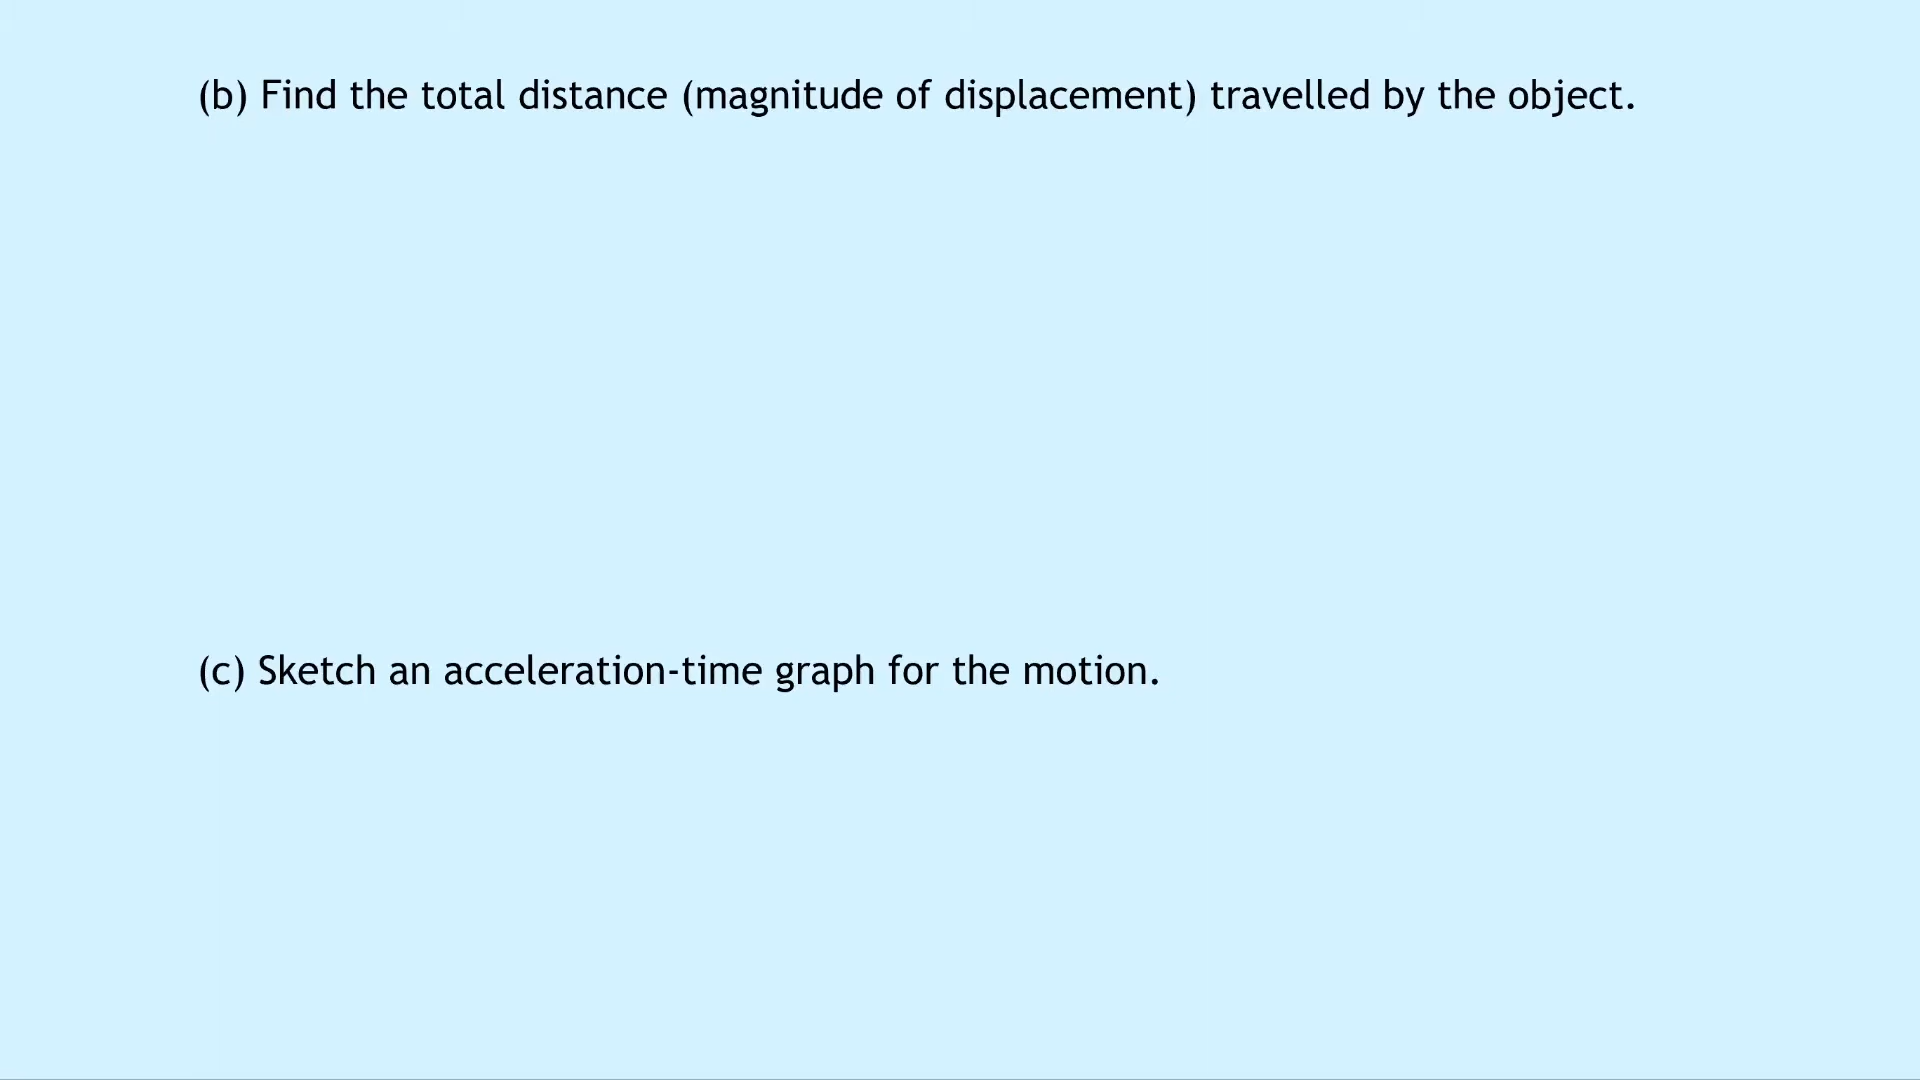 (b) Find the total distance (magnitude of displacement) travelled by the object.
(c) Sketch an acceleration-time graph for the motion.